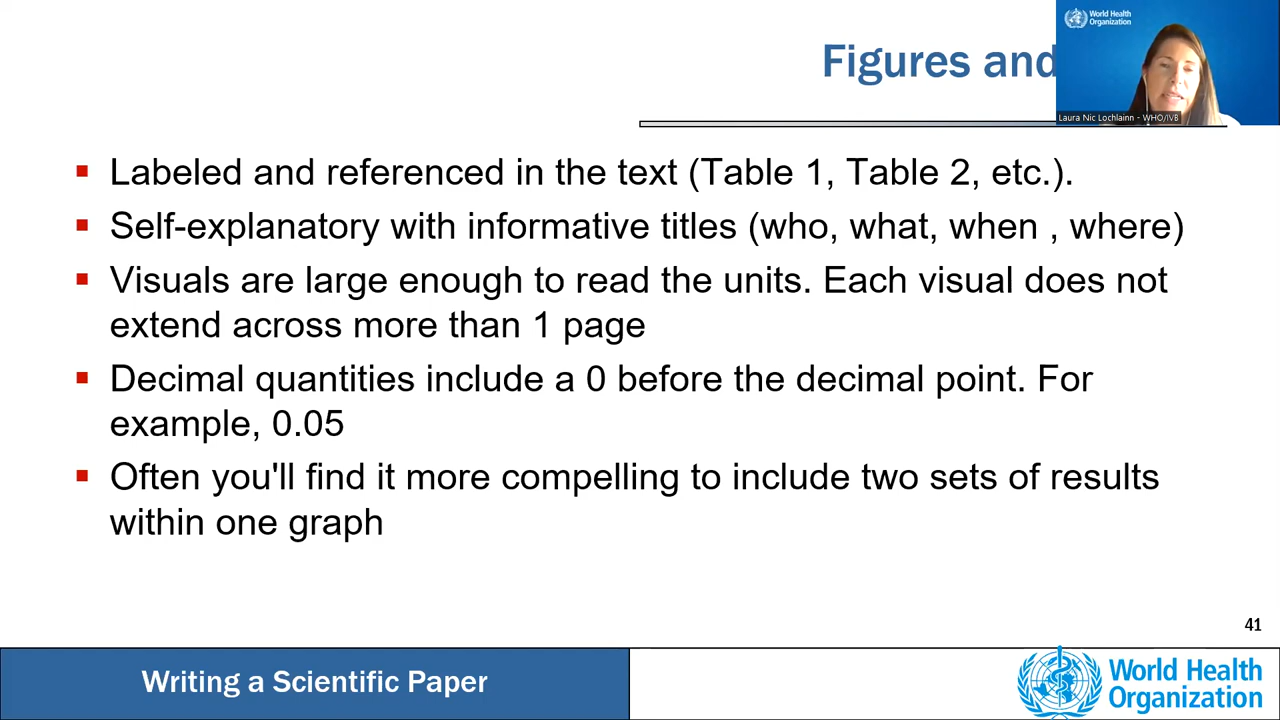 World Health
Organization
Figures and
Laura Nic Lochlainn - WHO/IVB
▪ Labeled and referenced in the text (Table 1, Table 2, etc.).
▪ Self-explanatory with informative titles (who, what, when , where)
▪ Visuals are large enough to read the units. Each visual does not
extend across more than 1 page
▪ Decimal quantities include a 0 before the decimal point. For
example, 0.05
▪ Often you'll find it more compelling to include two sets of results
within one graph
41
Writing a Scientific Paper
World Health
Organization